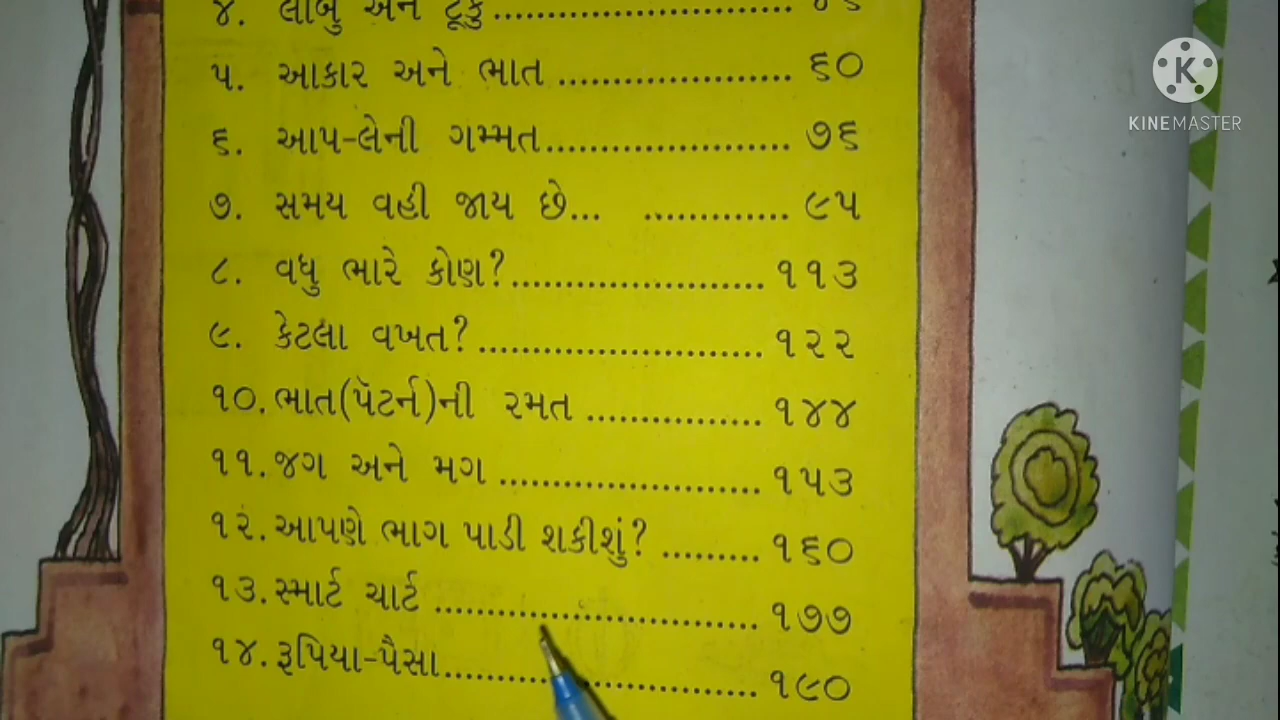 ૪. લાંબુ અને ટૂંકુ
૫. આકાર અને ભાત .......................... ૬૦
૬. આપ-લેની ગમ્મત........................... ૭૬
૭. સમય વહી જાય છે... ............. ૯૫
૮. વધુ ભારે કોણ?........................... ૧૧૩
૯. કેટલા વખત?............................. ૧૨૨
૧૦. ભાત(પૅટર્ન)ની રમત .................. ૧૪૪
૧૧. જગ અને મગ ........................... ૧૫૩
૧૨. આપણે ભાગ પાડી શકીશું? ......... ૧૬૦
૧૩. સ્માર્ટ ચાર્ટ ................................. ૧૭૭
૧૪. રૂપિયા-પૈસા................................ ૧૯૦
K
KINEMASTER